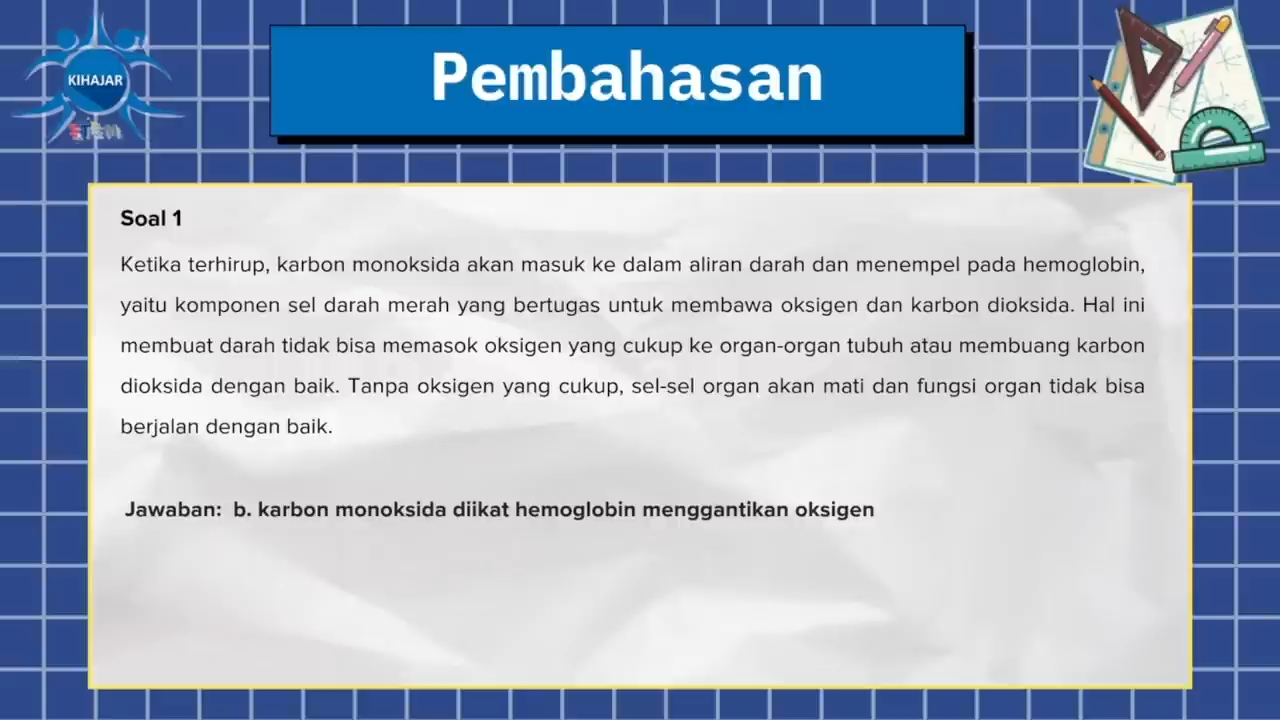 KIHAJAR
STEM
Pembahasan
Soal 1
Ketika terhirup, karbon monoksida akan masuk ke dalam aliran darah dan menempel pada hemoglobin,
yaitu komponen sel darah merah yang bertugas untuk membawa oksigen dan karbon dioksida. Hal ini
membuat darah tidak bisa memasok oksigen yang cukup ke organ-organ tubuh atau membuang karbon
dioksida dengan baik. Tanpa oksigen yang cukup, sel-sel organ akan mati dan fungsi organ tidak bisa
berjalan dengan baik.
Jawaban: b. karbon monoksida diikat hemoglobin menggantikan oksigen